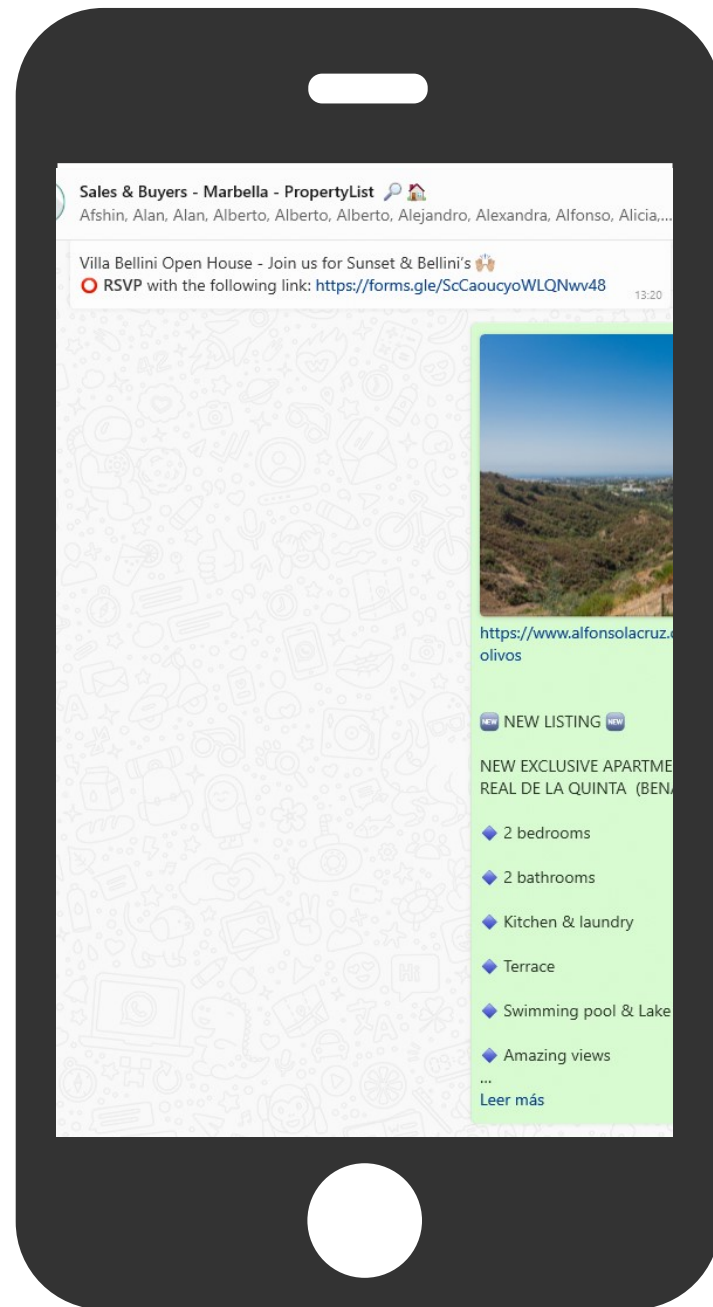 Sales & Buyers - Marbella - PropertyList 🔎 🏠
Afshin, Alan, Alan, Alberto, Alberto, Alberto, Alejandro, Alexandra, Alfonso, Alicia,...
Villa Bellini Open House - Join us for Sunset & Bellini's 🙌🏼
⭕ RSVP with the following link: https://forms.gle/ScCaoucyoWLQNwv48
13:20
https://www.alfonsolacruz.
olivos
🆕 NEW LISTING 🆕
NEW EXCLUSIVE APARTME
REAL DE LA QUINTA (BENA
🔷 2 bedrooms
🔷 2 bathrooms
🔷 Kitchen & laundry
🔷 Terrace
🔷 Swimming pool & Lake
🔷 Amazing views
...
Leer más